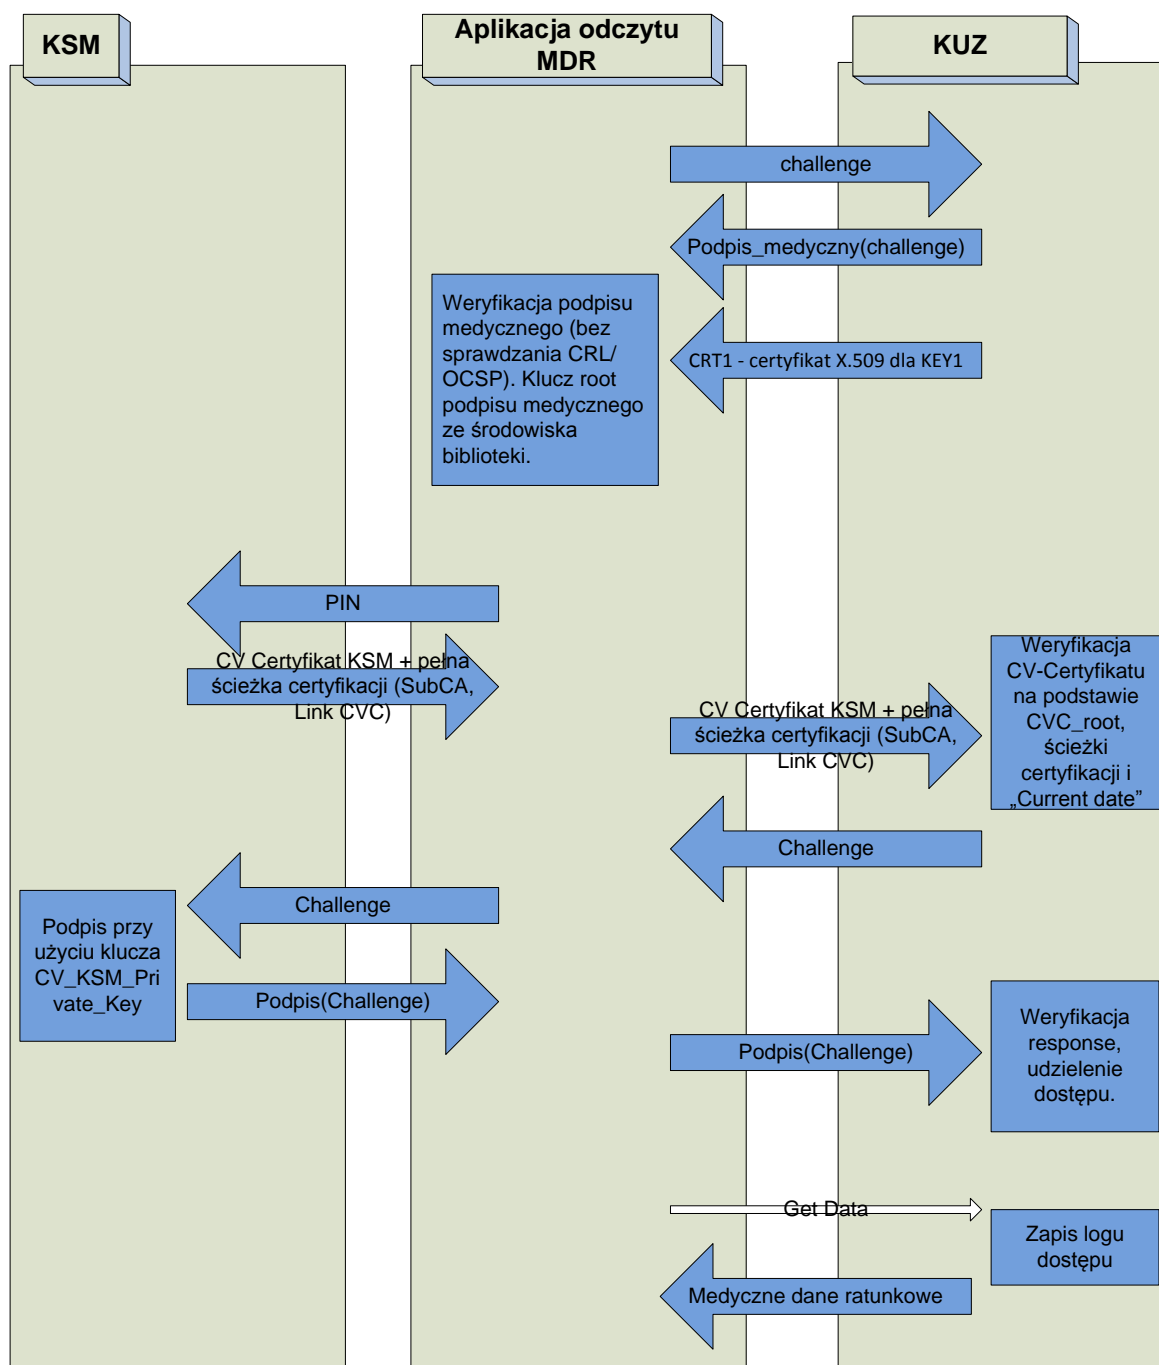 KSM
Aplikacja odczytu
MDR
KUZ
challenge
Podpis_medyczny(challenge)
Weryfikacja podpisu
medycznego (bez
sprawdzania CRL/
OCSP). Klucz root
podpisu medycznego
ze środowiska
biblioteki.
CRT1 - certyfikat X.509 dla KEY1
PIN
CV Certyfikat KSM + pełna
ścieżka certyfikacji (SubCA,
Link CVC)
CV Certyfikat KSM + pełna
ścieżka certyfikacji (SubCA,
Link CVC)
Weryfikacja
CV-Certyfikatu
na podstawie
CVC_root,
ścieżki
certyfikacji i
„Current date”
Challenge
Challenge
Podpis przy
użyciu klucza
CV_KSM_Pri
vate_Key
Podpis(Challenge)
Podpis(Challenge)
Weryfikacja
response,
udzielenie
dostępu.
Get Data
Zapis logu
dostępu
Medyczne dane ratunkowe